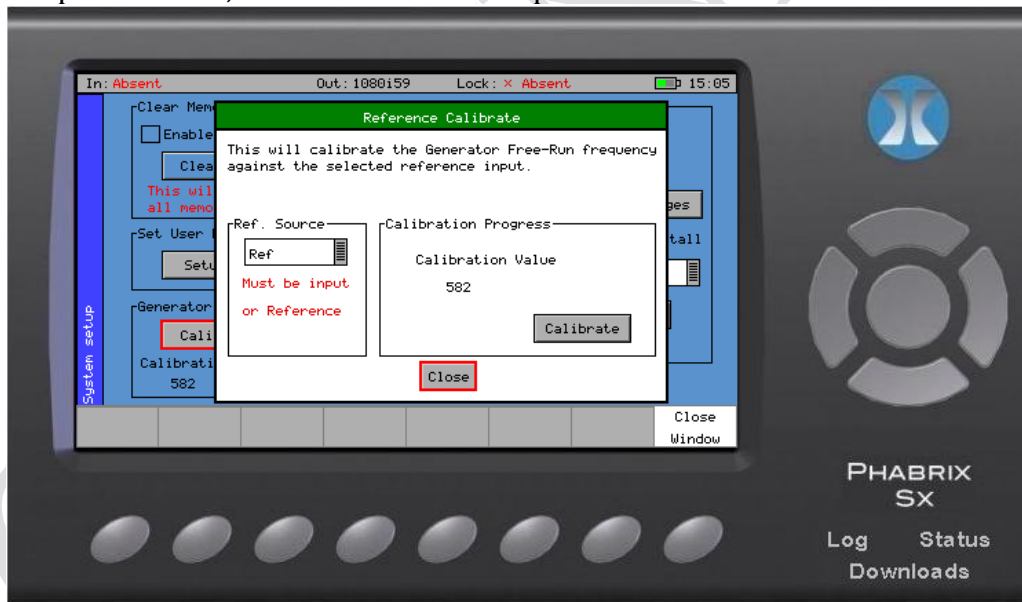 In: Absent Out: 1080i59 Lock: × Absent 15:05
Clear Mem
Enable
Clea
This wil
all memo
Set User
Setu
Generator
Cali
Calibrati
582
System setup
Reference Calibrate
This will calibrate the Generator Free-Run frequency
against the selected reference input.
Ref. Source
Ref
Must be input
or Reference
Calibration Progress
Calibration Value
582
Calibrate
Close
ges
tall
Close
Window
PHABRIX
SX
Log Status
Downloads